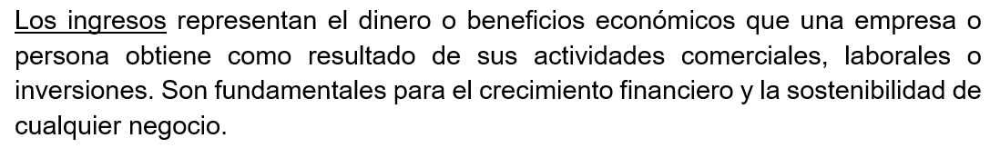 Los ingresos representan el dinero o beneficios económicos que una empresa o
persona obtiene como resultado de sus actividades comerciales, laborales o
inversiones. Son fundamentales para el crecimiento financiero y la sostenibilidad de
cualquier negocio.